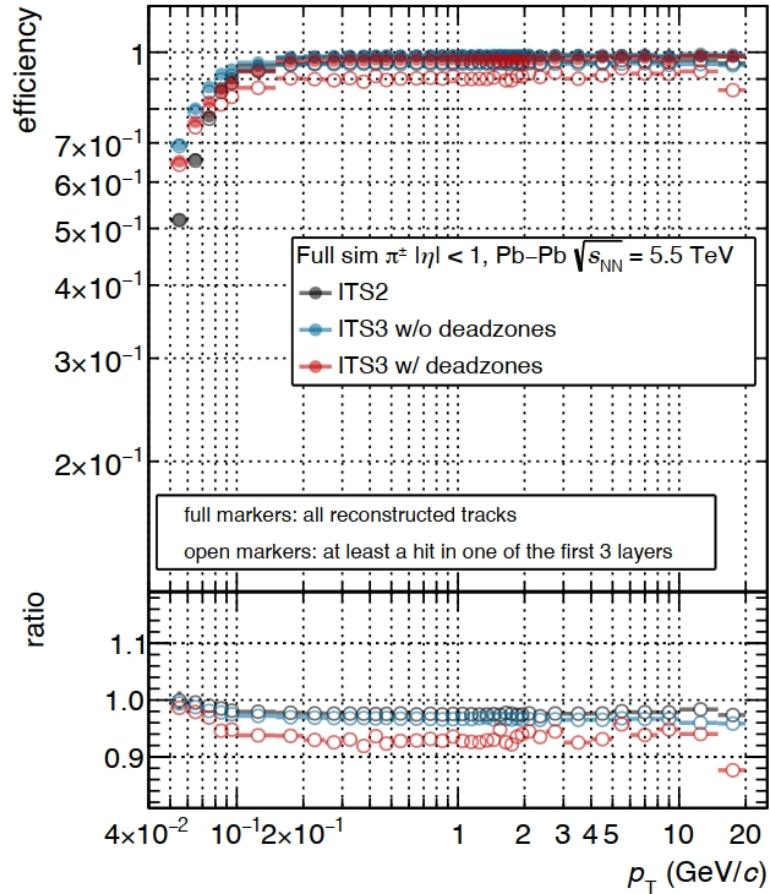 efficiency
1
7×10⁻¹
6×10⁻¹
5×10⁻¹
4×10⁻¹
3×10⁻¹
2×10⁻¹
Full sim π± |η| < 1, Pb−Pb √sNN = 5.5 TeV
ITS2
ITS3 w/o deadzones
ITS3 w/ deadzones
full markers: all reconstructed tracks
open markers: at least a hit in one of the first 3 layers
ratio
1.1
1.0
0.9
4×10⁻² 10⁻¹ 2×10⁻¹ 1 2 3 4 5 10 20
pT (GeV/c)